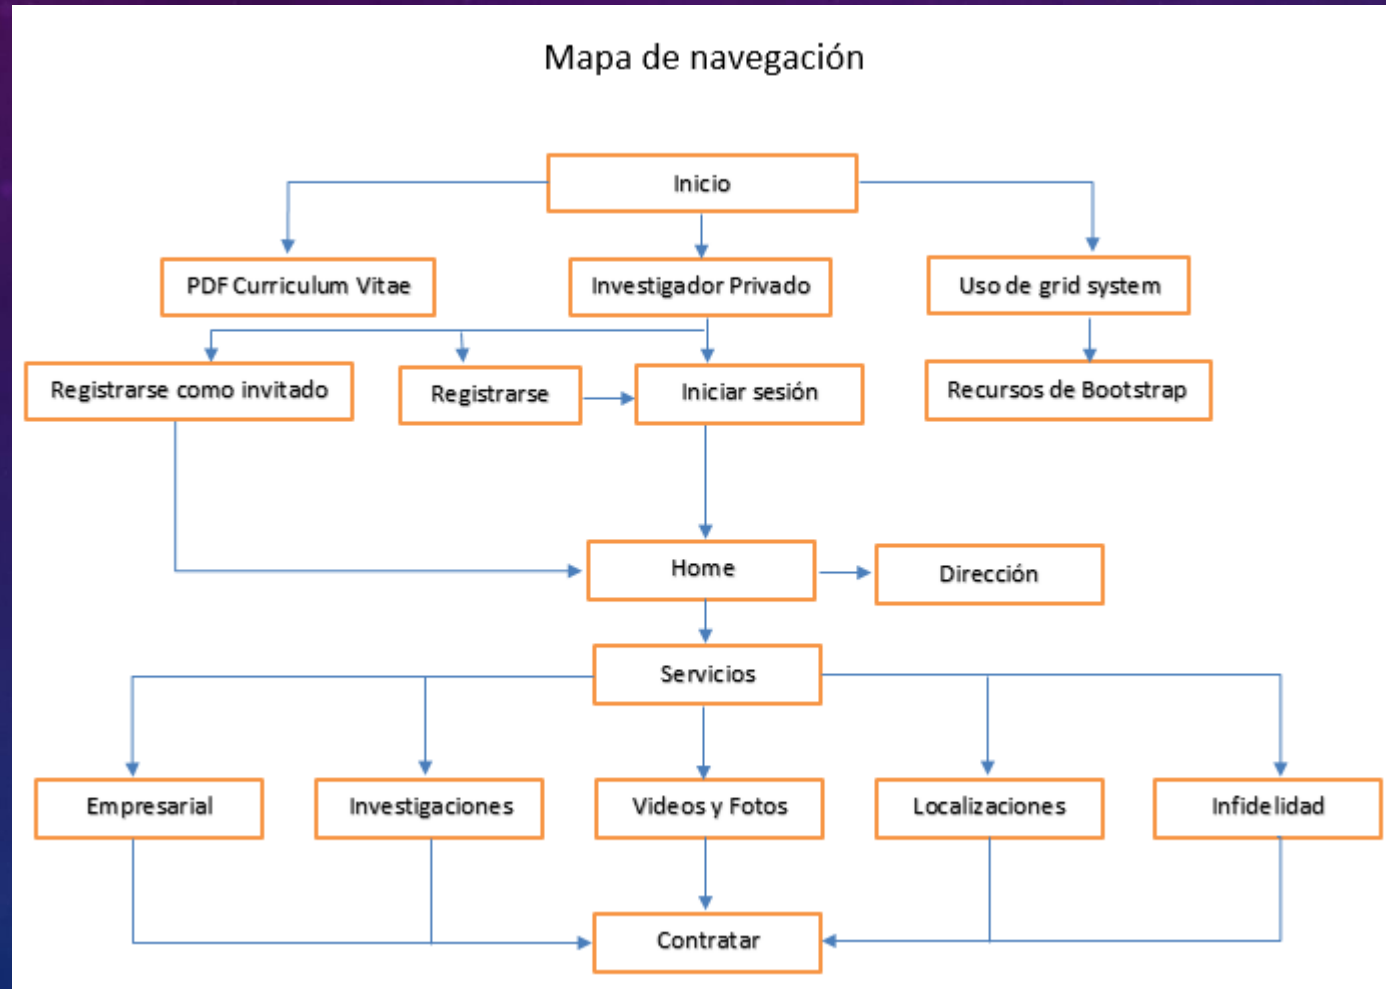 Mapa de navegación
Inicio
PDF Curriculum Vitae
Investigador Privado
Uso de grid system
Registrarse como invitado
Registrarse
Iniciar sesión
Recursos de Bootstrap
Home
Dirección
Servicios
Empresarial
Investigaciones
Videos y Fotos
Localizaciones
Infidelidad
Contratar